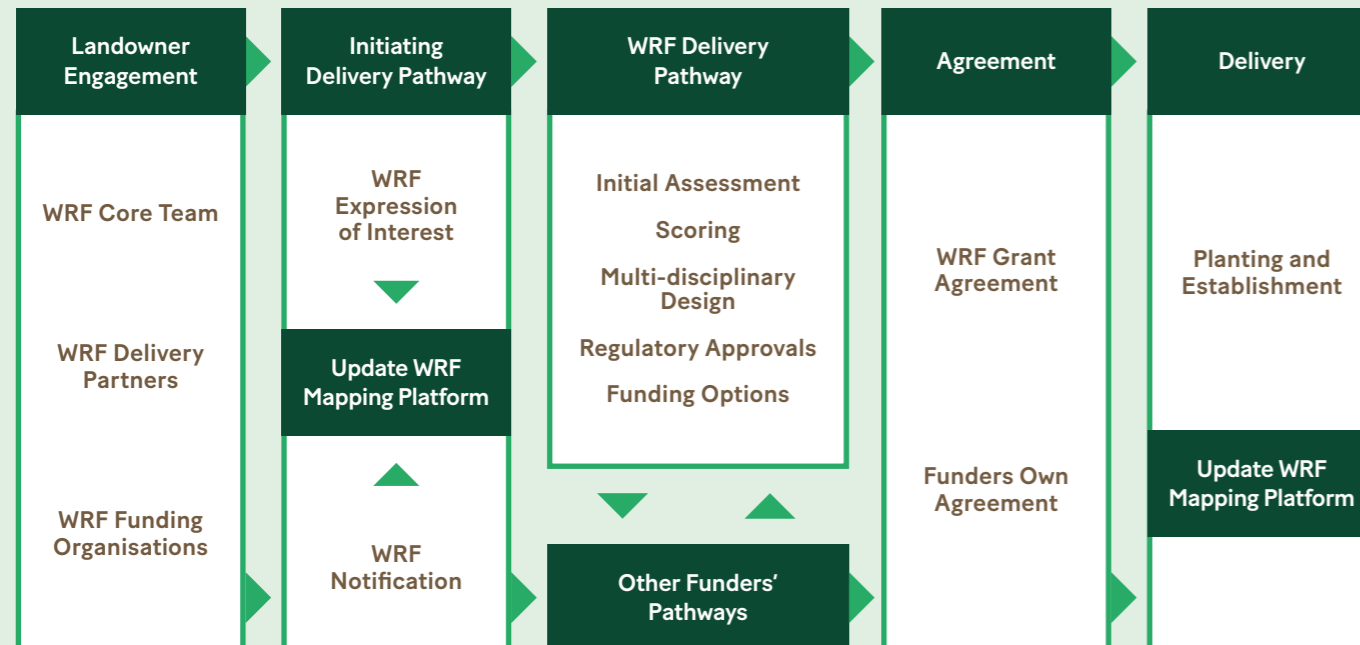 Landowner
Engagement
WRF Core Team
WRF Delivery
Partners
WRF Funding
Organisations
Initiating
Delivery Pathway
WRF
Expression
of Interest
Update WRF
Mapping Platform
WRF
Notification
WRF Delivery
Pathway
Initial Assessment
Scoring
Multi-disciplinary
Design
Regulatory Approvals
Funding Options
Other Funders’
Pathways
Agreement
WRF Grant
Agreement
Funders Own
Agreement
Delivery
Planting and
Establishment
Update WRF
Mapping Platform